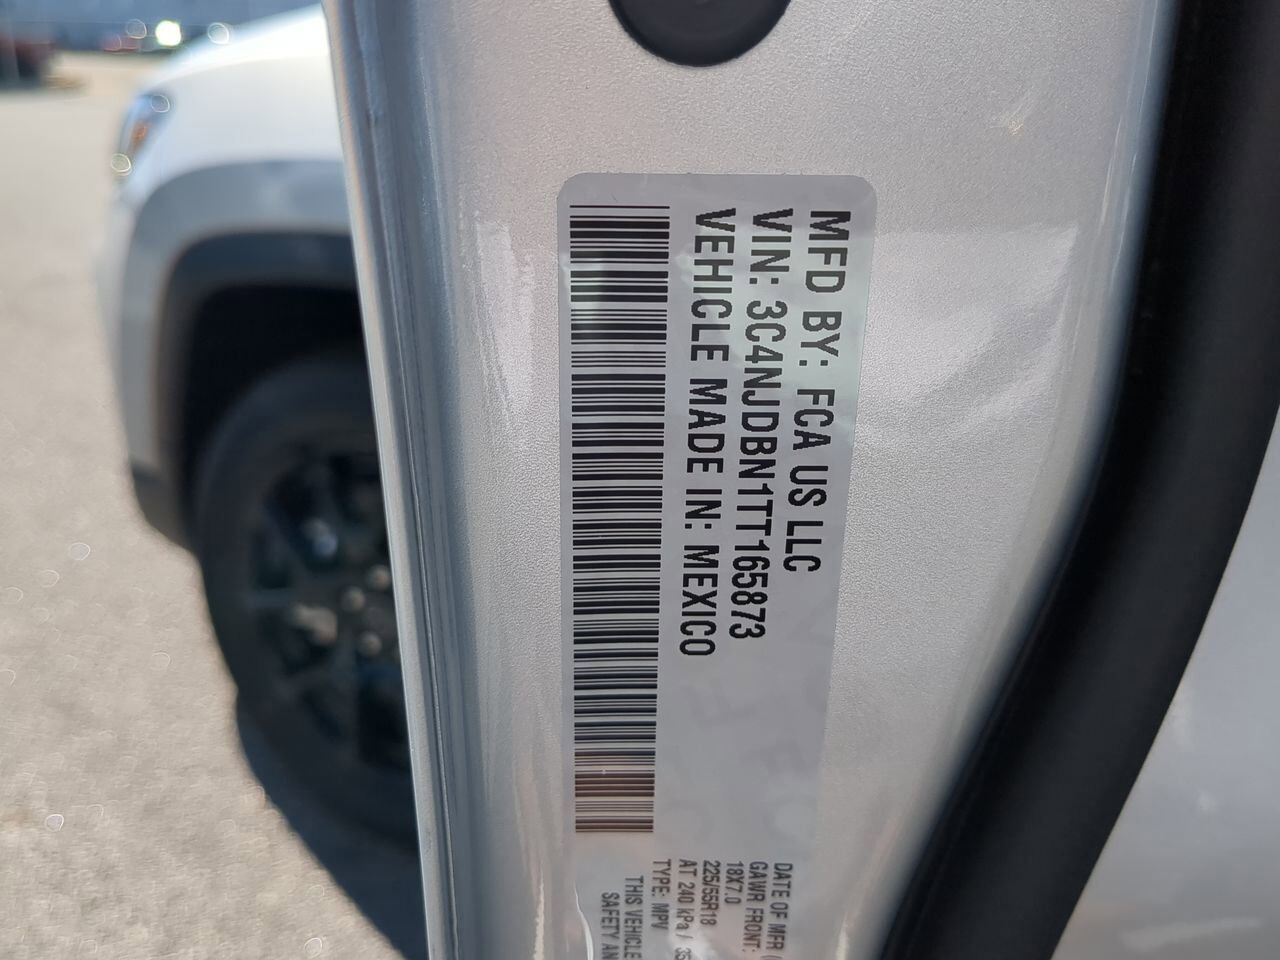 MFD BY: FCA US LLC
VIN: 3C4NJDBN1TT165873
VEHICLE MADE IN: MEXICO
DATE OF MFR
GAWR FRONT:
18X7.0
225/55R18
AT 240 kPa / 35
TYPE: MPV
THIS VEHICLE
SAFETY AN